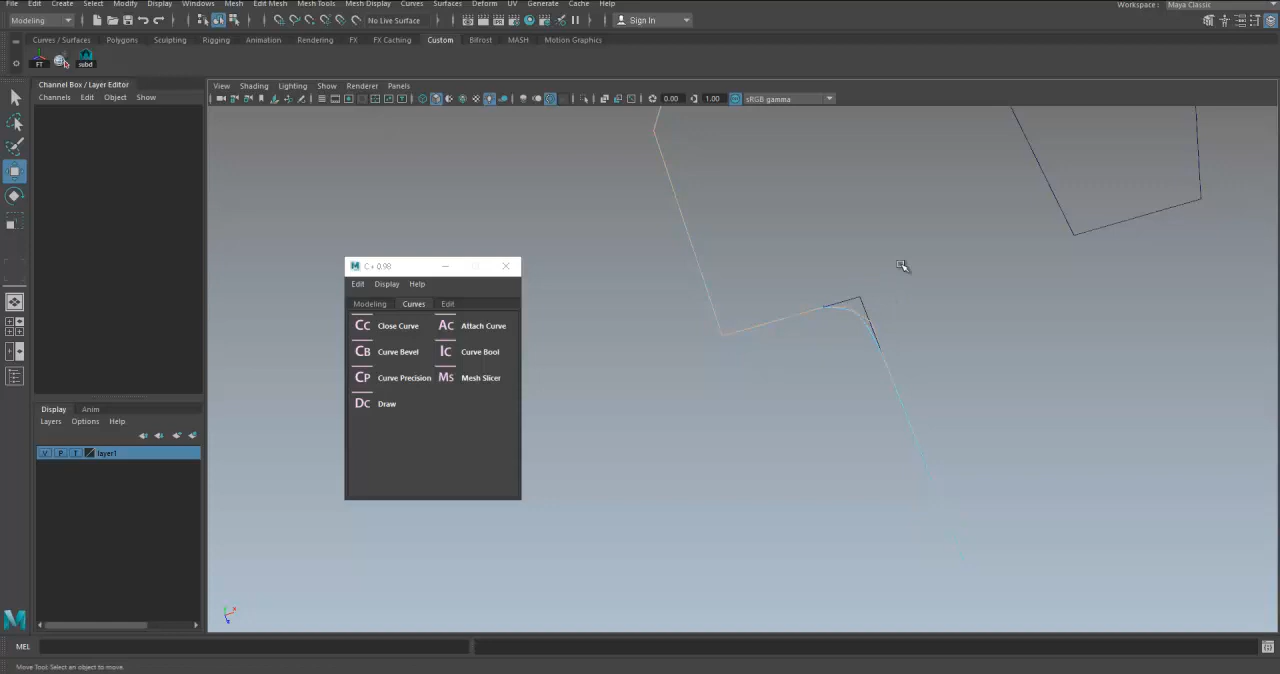 File Edit Create Select Modify Display Windows Mesh Edit Mesh Mesh Tools Mesh Display Curves Surfaces Deform UV Generate Cache Help
Workspace : Maya Classic
Modeling
No Live Surface
Sign In
Curves / Surfaces Polygons Sculpting Rigging Animation Rendering FX FX Caching Custom Bifrost MASH Motion Graphics
FT subd
Channel Box / Layer Editor
Channels Edit Object Show
View Shading Lighting Show Renderer Panels
0.00 1.00 sRGB gamma
C + 0.98
Edit Display Help
Modeling Curves Edit
CC Close Curve AC Attach Curve
CB Curve Bevel IC Curve Bool
CP Curve Precision MS Mesh Slicer
DC Draw
Display Anim
Layers Options Help
V P T layer1
MEL
Move Tool: Select an object to move.